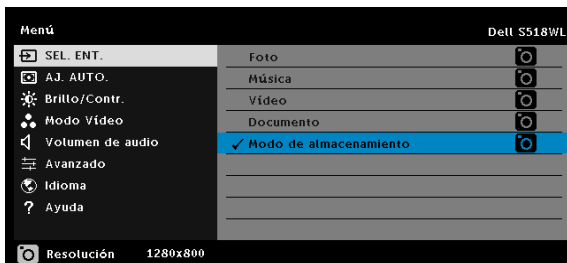 Menú
Dell S518WL
SEL. ENT.
AJ. AUTO.
Brillo/Contr.
Modo Vídeo
Volumen de audio
Avanzado
Idioma
? Ayuda
Foto
Música
Vídeo
Documento
✓ Modo de almacenamiento
Resolución 1280x800